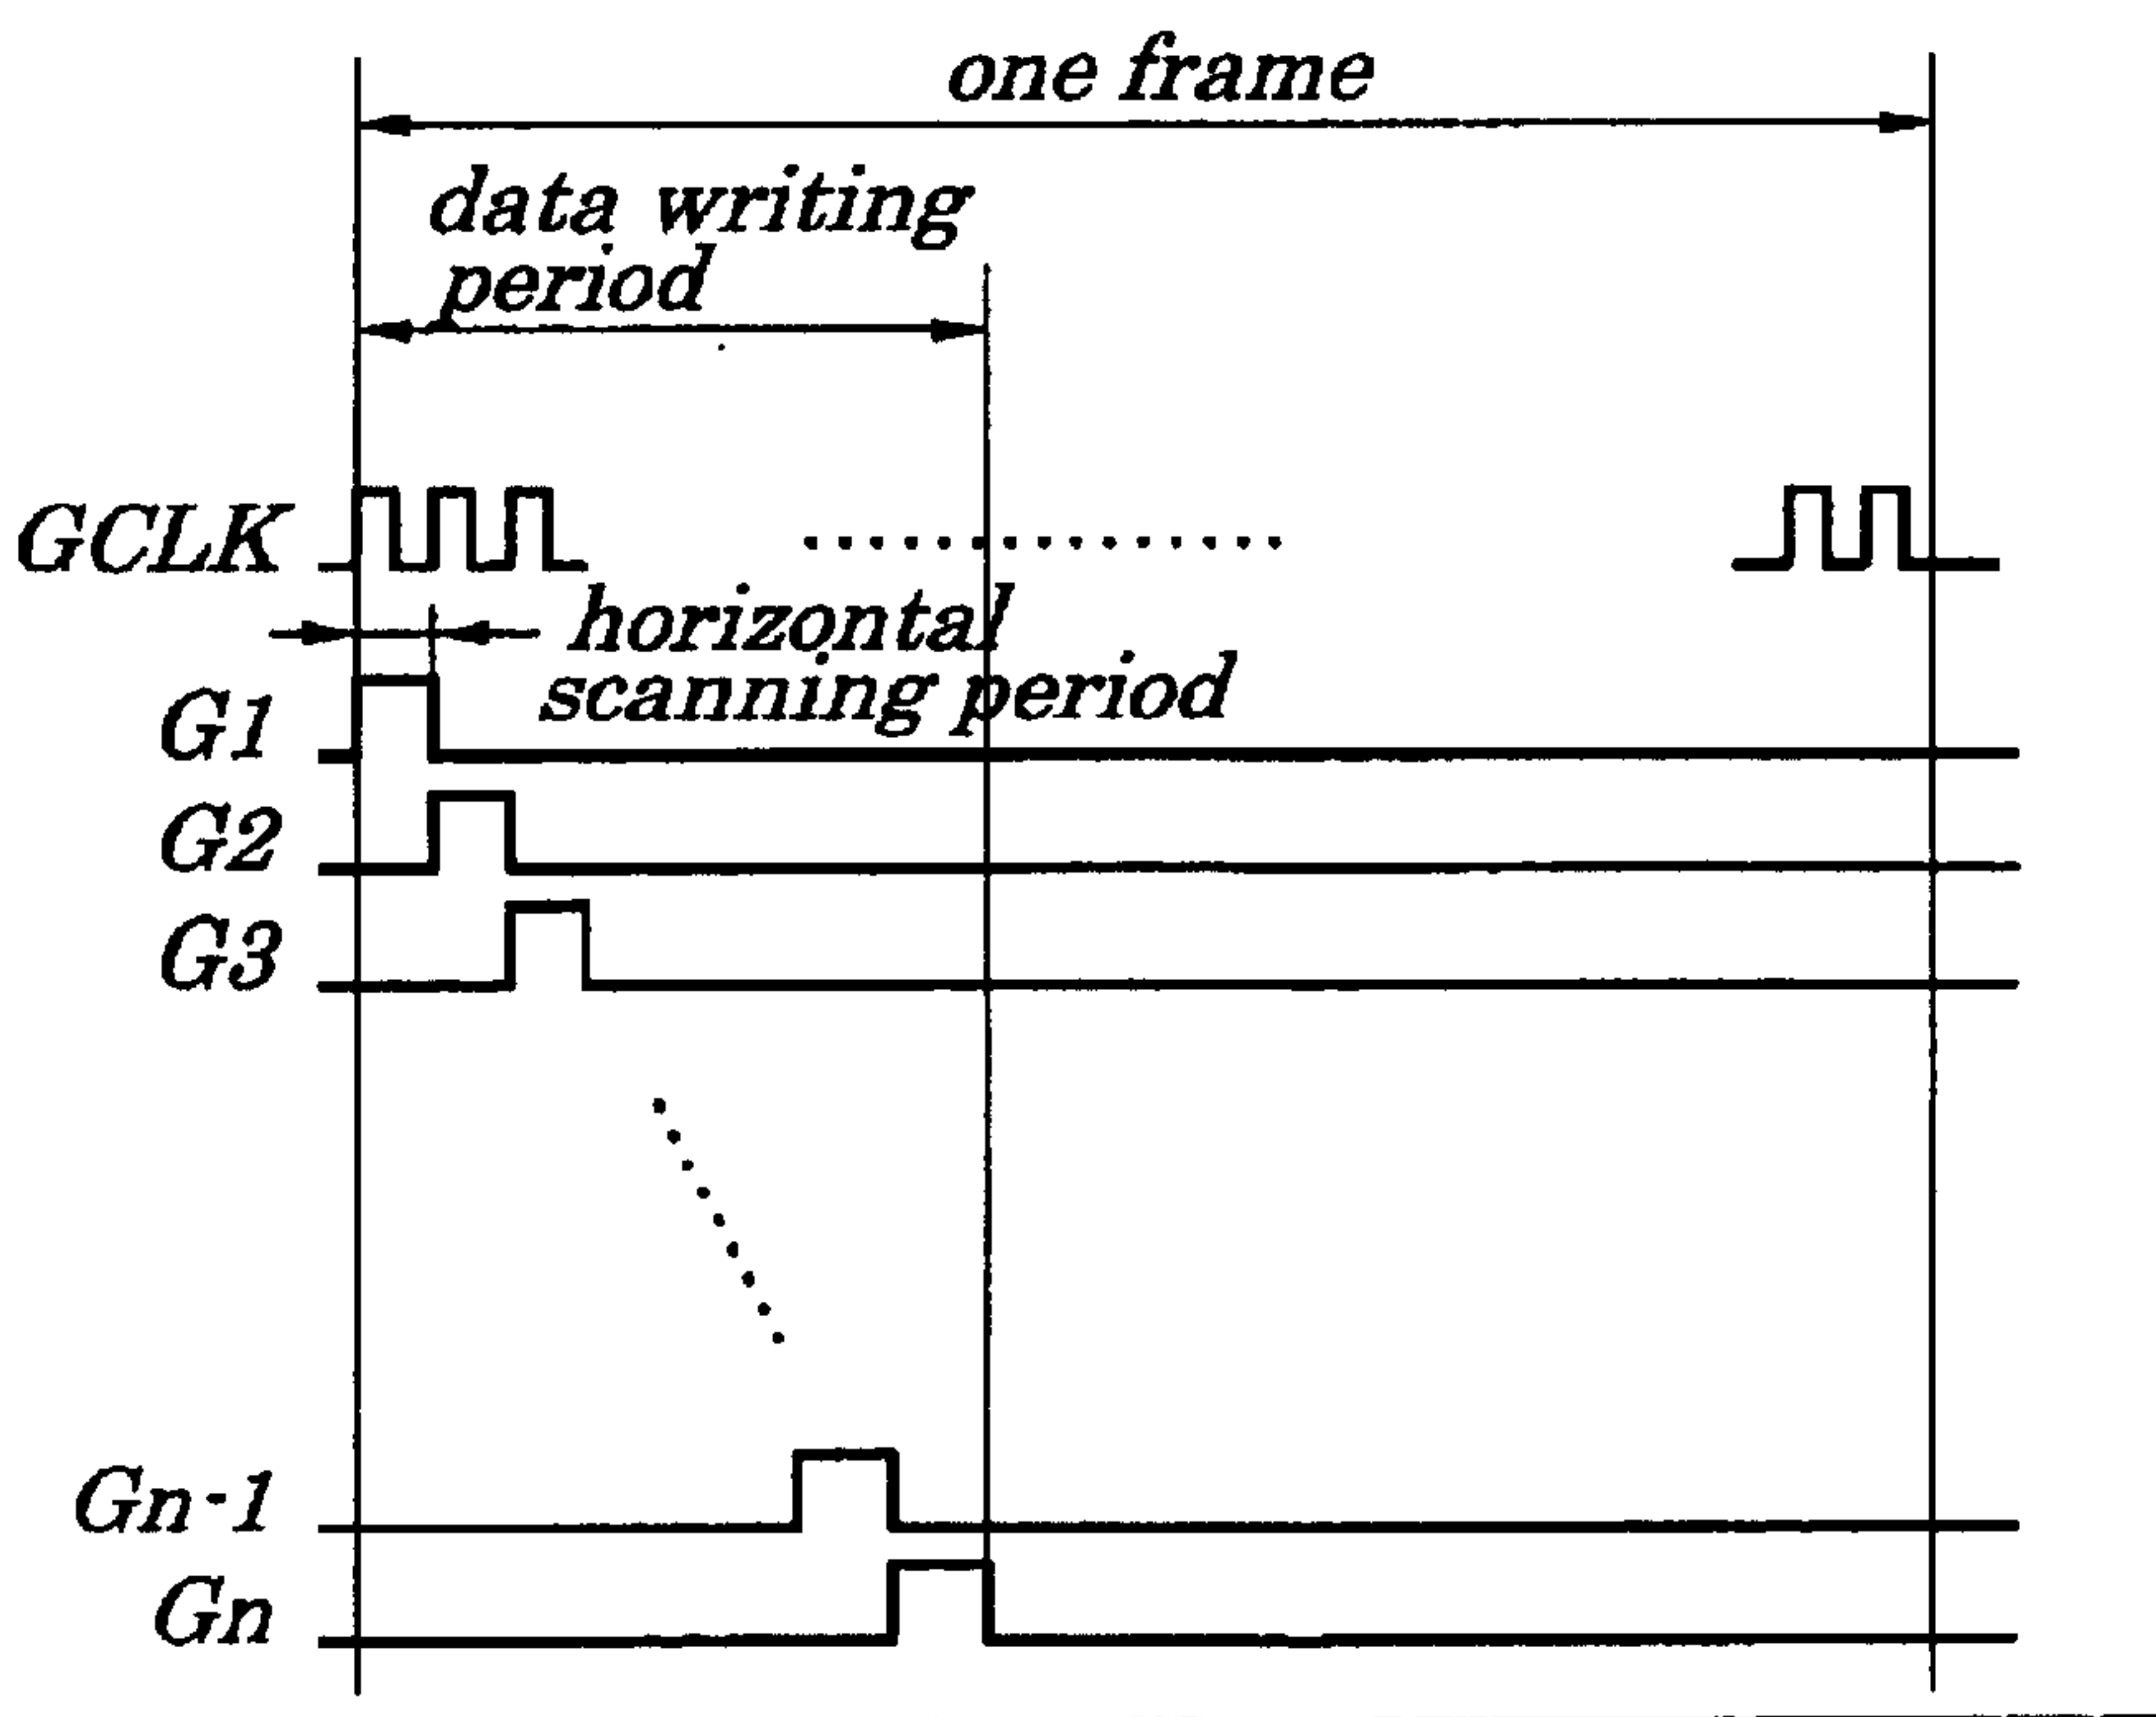 one frame
data writing
period
GCLK
horizontal
scanning period
G1
G2
G3
Gn-1
Gn